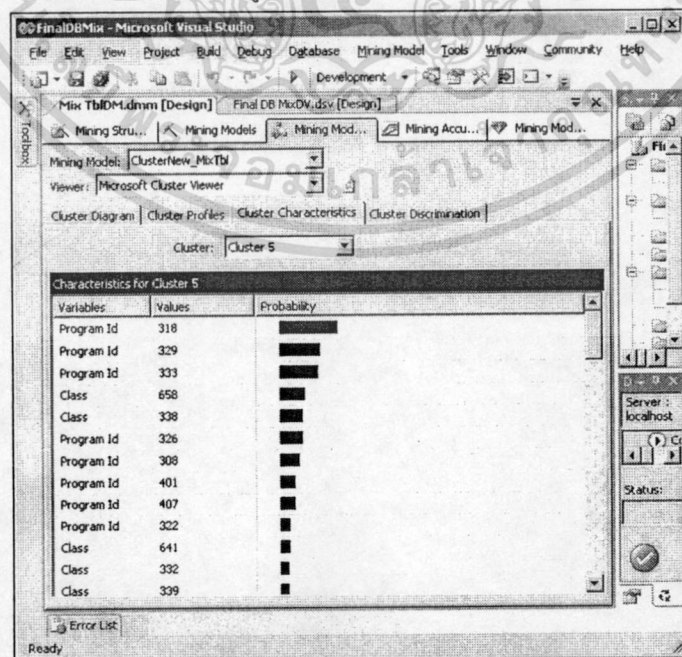 FinalDBMix - Microsoft Visual Studio
File Edit View Project Build Debug Database Mining Model Tools Window Community Help
Development
Toolbox
Mix TblDM.dmm [Design] Final DB MixDV.dsv [Design]
Mining Stru... Mining Models Mining Mod... Mining Accu... Mining Mod...
Mining Model: ClusterNew_MixTbl
Viewer: Microsoft Cluster Viewer
Cluster Diagram Cluster Profiles Cluster Characteristics Cluster Discrimination
Cluster: Cluster 5
Characteristics for Cluster 5
Variables Values Probability
Program Id 318
Program Id 329
Program Id 333
Class 658
Class 338
Program Id 326
Program Id 308
Program Id 401
Program Id 407
Program Id 322
Class 641
Class 332
Class 339
Server :
localhost
Status:
Error List
Ready